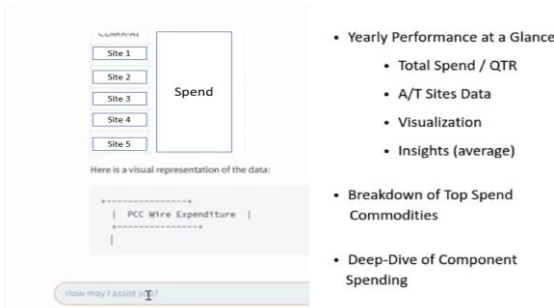 Site 1
Site 2
Site 3
Site 4
Site 5
Spend
Here is a visual representation of the data:
+---------------+
| PCC Wire Expenditure |
+---------------+
|
How may I assist you?
• Yearly Performance at a Glance
• Total Spend / QTR
• A/T Sites Data
• Visualization
• Insights (average)
• Breakdown of Top Spend
Commodities
• Deep-Dive of Component
Spending